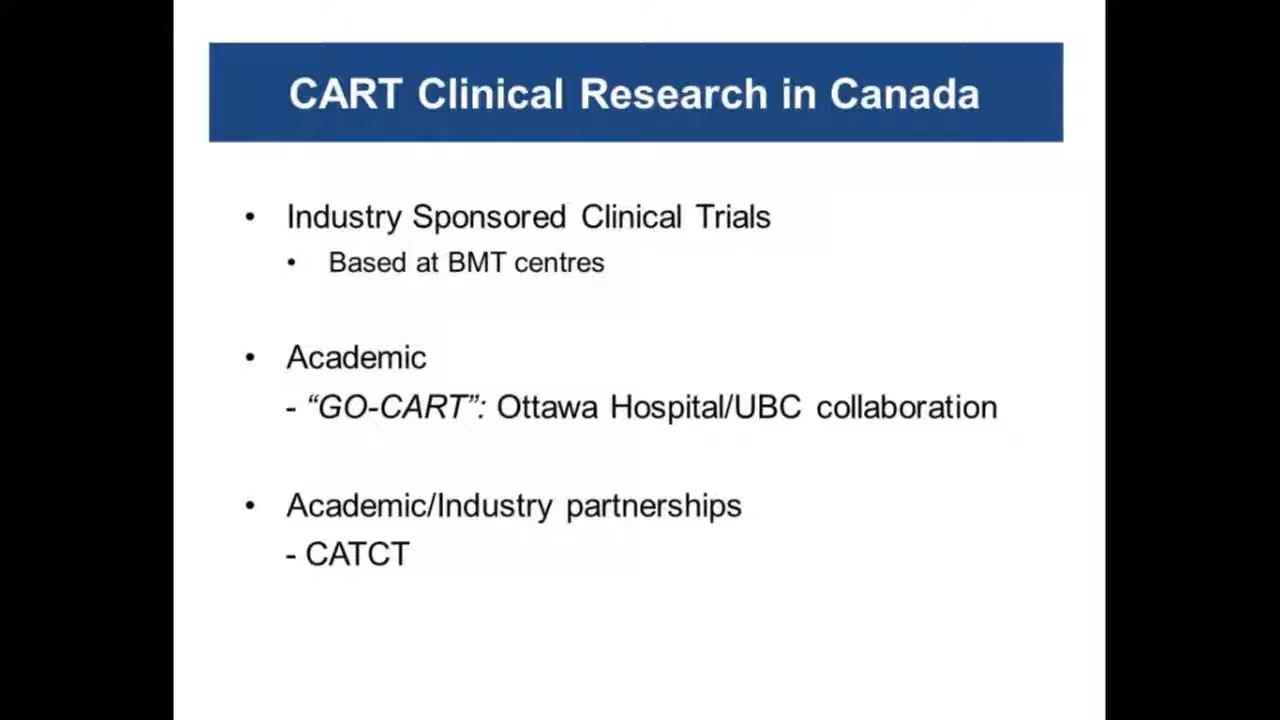 CART Clinical Research in Canada
• Industry Sponsored Clinical Trials
• Based at BMT centres
• Academic
- “GO-CART”: Ottawa Hospital/UBC collaboration
• Academic/Industry partnerships
- CATCT